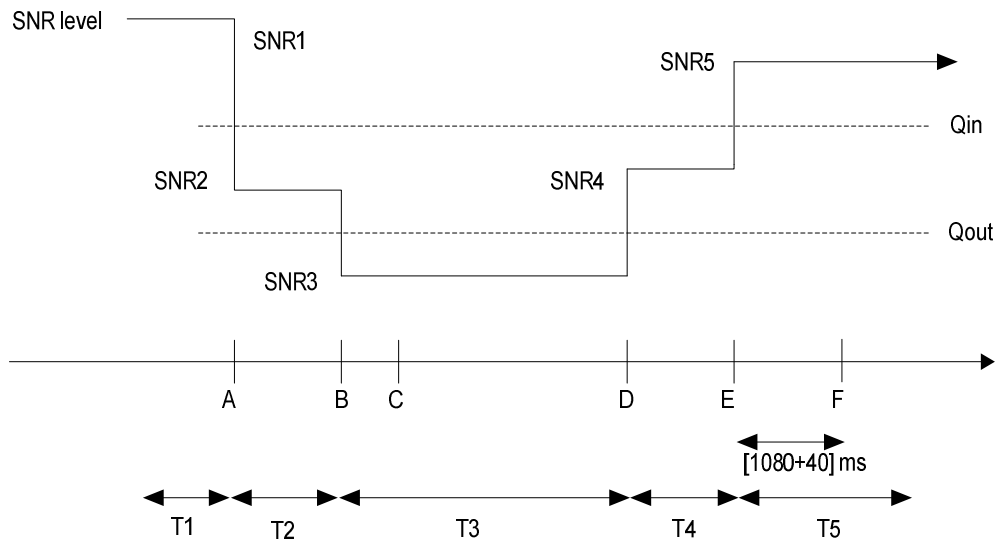 SNR level
SNR1
SNR5
Qin
SNR2
SNR4
Qout
SNR3
A B C D E F
[1080+40] ms
T1 T2 T3 T4 T5